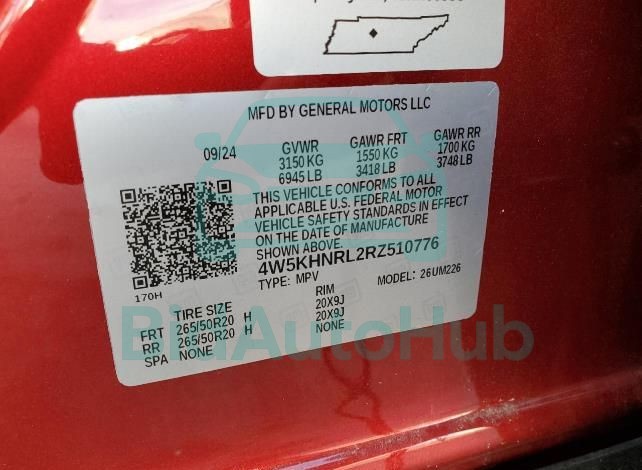 MFD BY GENERAL MOTORS LLC
09/24 GVWR GAWR FRT GAWR RR
3150 KG 1550 KG 1700 KG
6945 LB 3418 LB 3748 LB
THIS VEHICLE CONFORMS TO ALL
APPLICABLE U.S. FEDERAL MOTOR
VEHICLE SAFETY STANDARDS IN EFFECT
ON THE DATE OF MANUFACTURE
SHOWN ABOVE.
4W5KHNRL2RZ510776
TYPE: MPV MODEL: 26UM226
170H
TIRE SIZE RIM
FRT 265/50R20 H 20X9J
RR 265/50R20 H 20X9J
SPA NONE NONE
BidAutoHub